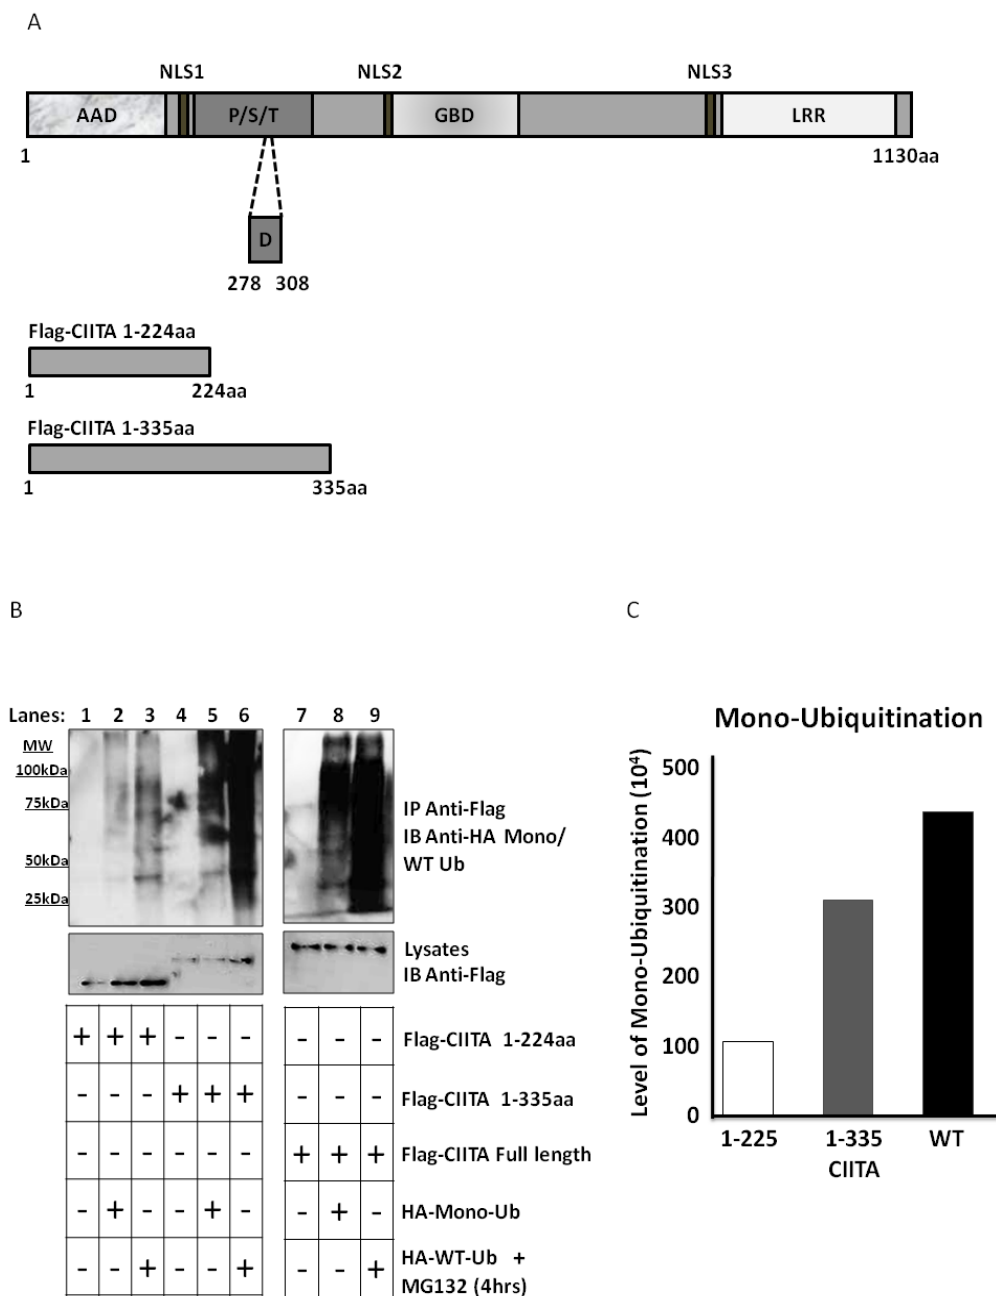 A
NLS1 NLS2 NLS3
AAD P/S/T GBD LRR
1 1130aa
D
278 308
Flag-CIITA 1-224aa
1 224aa
Flag-CIITA 1-335aa
1 335aa
B
Lanes: 1 2 3 4 5 6 7 8 9
MW
100kDa
75kDa
50kDa
25kDa
IP Anti-Flag
IB Anti-HA Mono/
WT Ub
Lysates
IB Anti-Flag
+ + + - - - - - - Flag-CIITA 1-224aa
- - - + + + - - - Flag-CIITA 1-335aa
- - - - - - + + + Flag-CIITA Full length
- + - - + - - + - HA-Mono-Ub
- - + - - + - - + HA-WT-Ub +
MG132 (4hrs)
C
Mono-Ubiquitination
Level of Mono-Ubiquitination (10⁴)
500
400
300
200
100
0
1-225 1-335 WT
CIITA